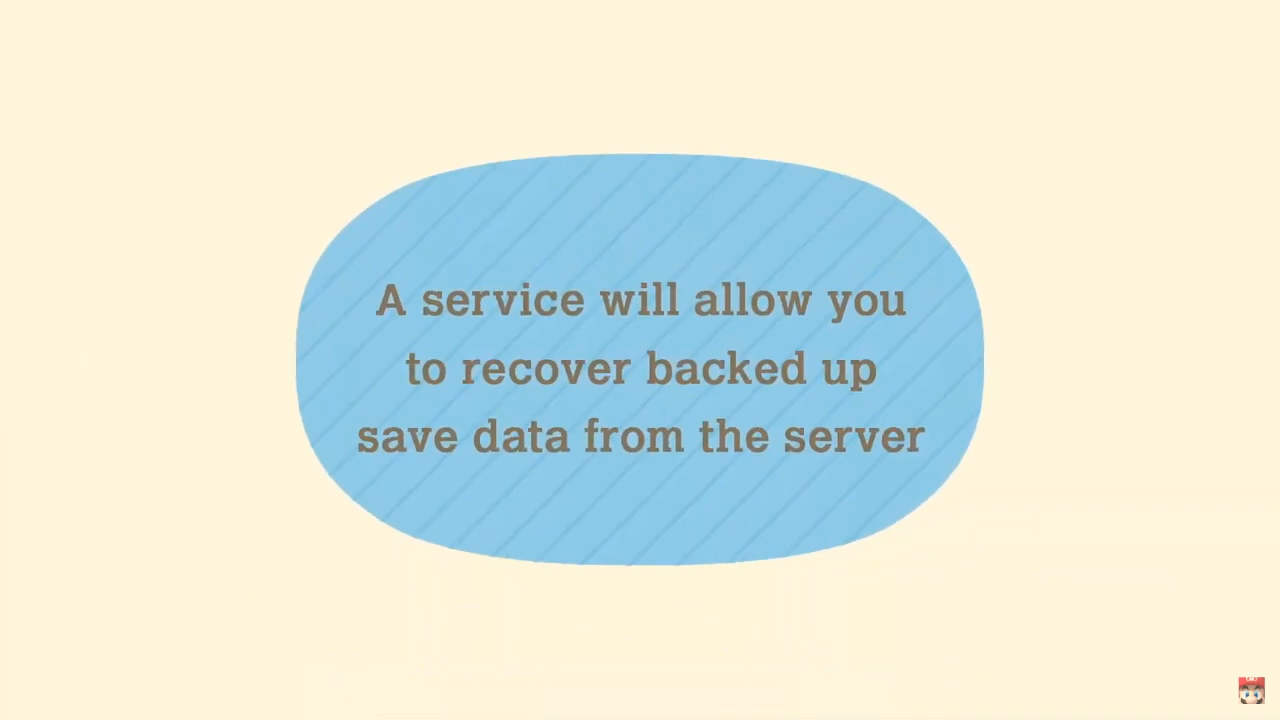 A service will allow you
to recover backed up
save data from the server